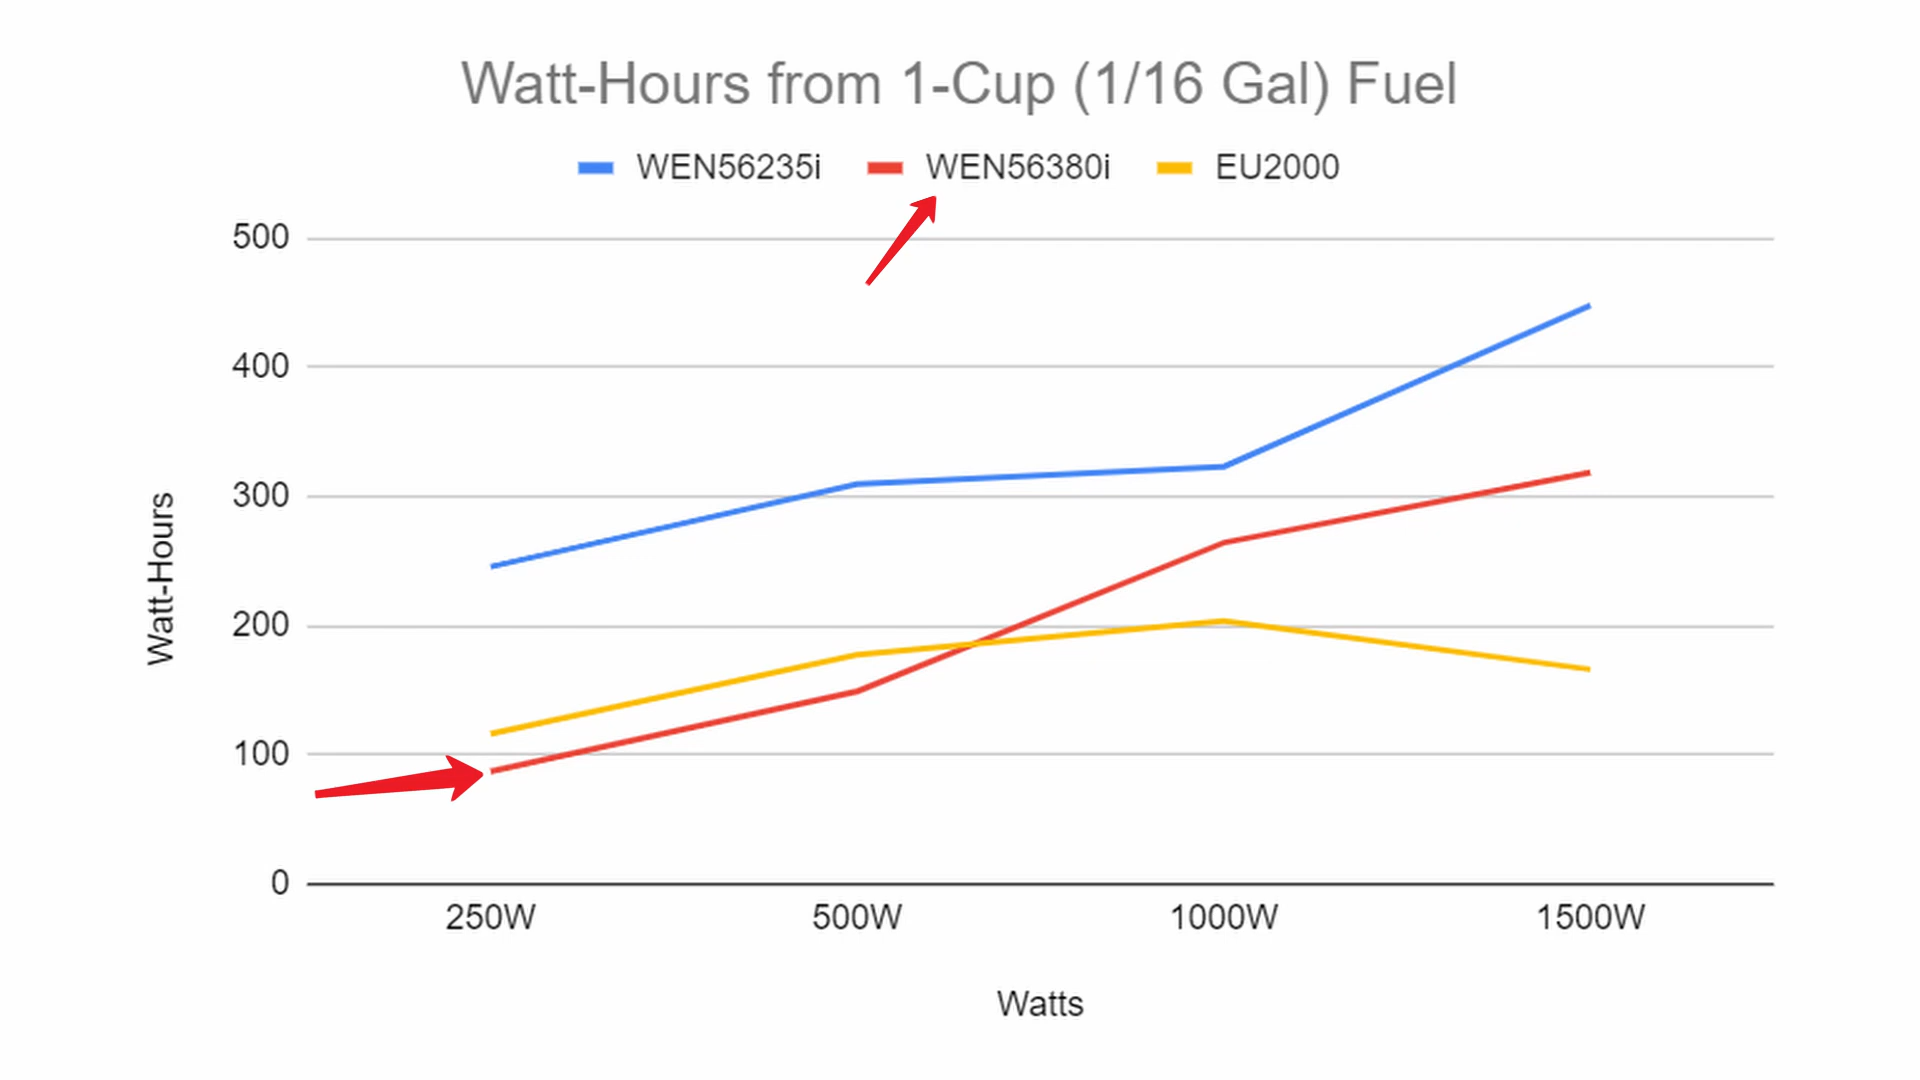 Watt-Hours from 1-Cup (1/16 Gal) Fuel
WEN56235i WEN56380i EU2000
500
400
300
200
100
0
Watt-Hours
250W 500W 1000W 1500W
Watts